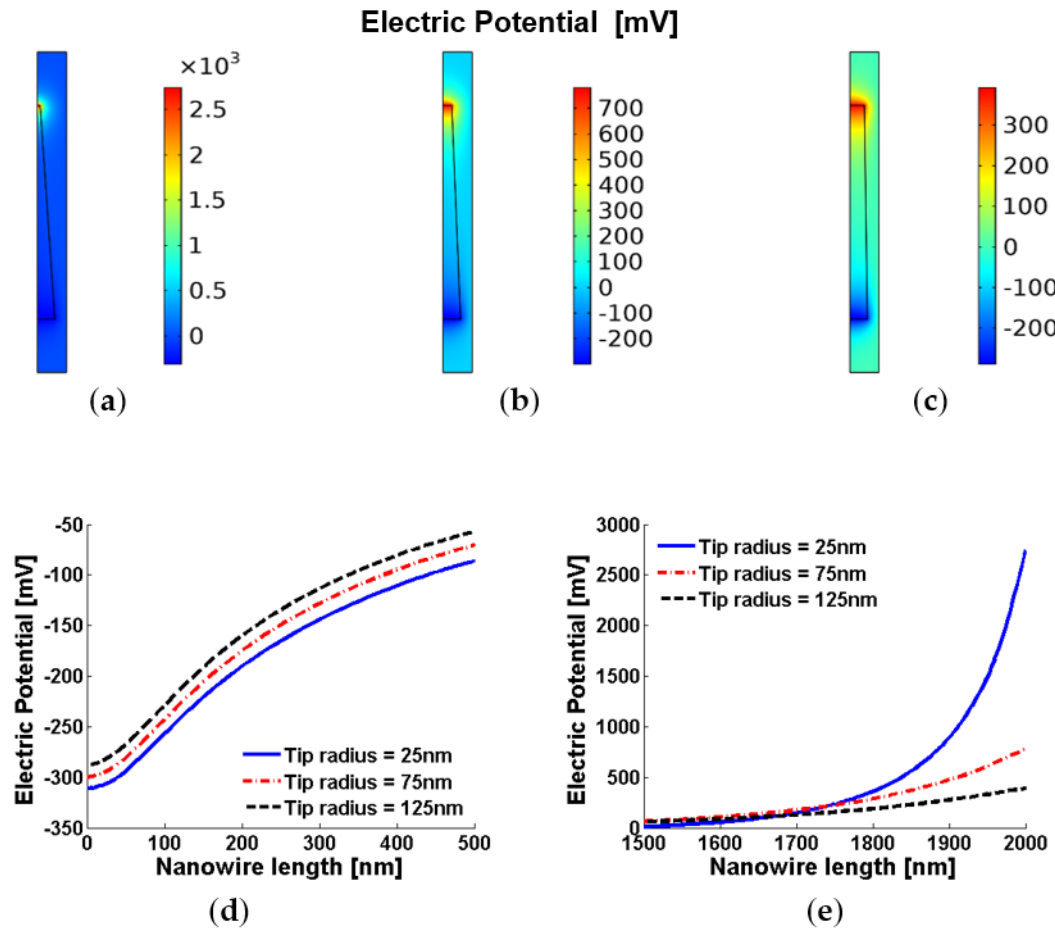 Electric Potential [mV]
×10³
2.5
2
1.5
1
0.5
0
700
600
500
400
300
200
100
0
-100
-200
300
200
100
0
-100
-200
(a)
(b)
(c)
Electric Potential [mV]
-50
-100
-150
-200
-250
-300
-350
Tip radius = 25nm
Tip radius = 75nm
Tip radius = 125nm
0 100 200 300 400 500
Nanowire length [nm]
(d)
Electric Potential [mV]
3000
2500
2000
1500
1000
500
0
Tip radius = 25nm
Tip radius = 75nm
Tip radius = 125nm
1500 1600 1700 1800 1900 2000
Nanowire length [nm]
(e)